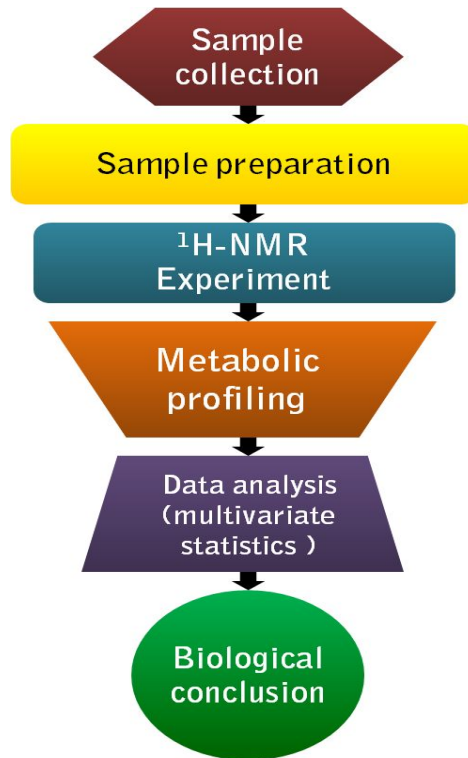 Sample
collection
Sample preparation
¹H-NMR
Experiment
Metabolic
profiling
Data analysis
(multivariate
statistics )
Biological
conclusion